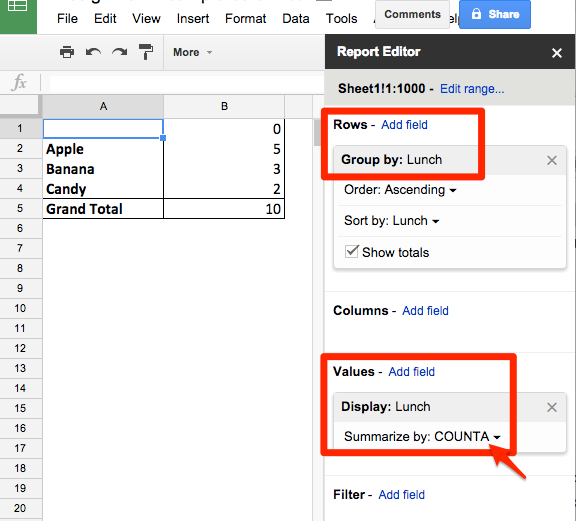 File Edit View Insert Format Data Tools
Comments
Share
More
fx
Report Editor
Sheet1!1:1000 - Edit range...
Rows - Add field
Group by: Lunch
Order: Ascending
Sort by: Lunch
Show totals
Columns - Add field
Values - Add field
Display: Lunch
Summarize by: COUNTA
Filter - Add field
A B
1 0
2 Apple 5
3 Banana 3
4 Candy 2
5 Grand Total 10
6
7
8
9
10
11
12
13
14
15
16
17
18
19
20